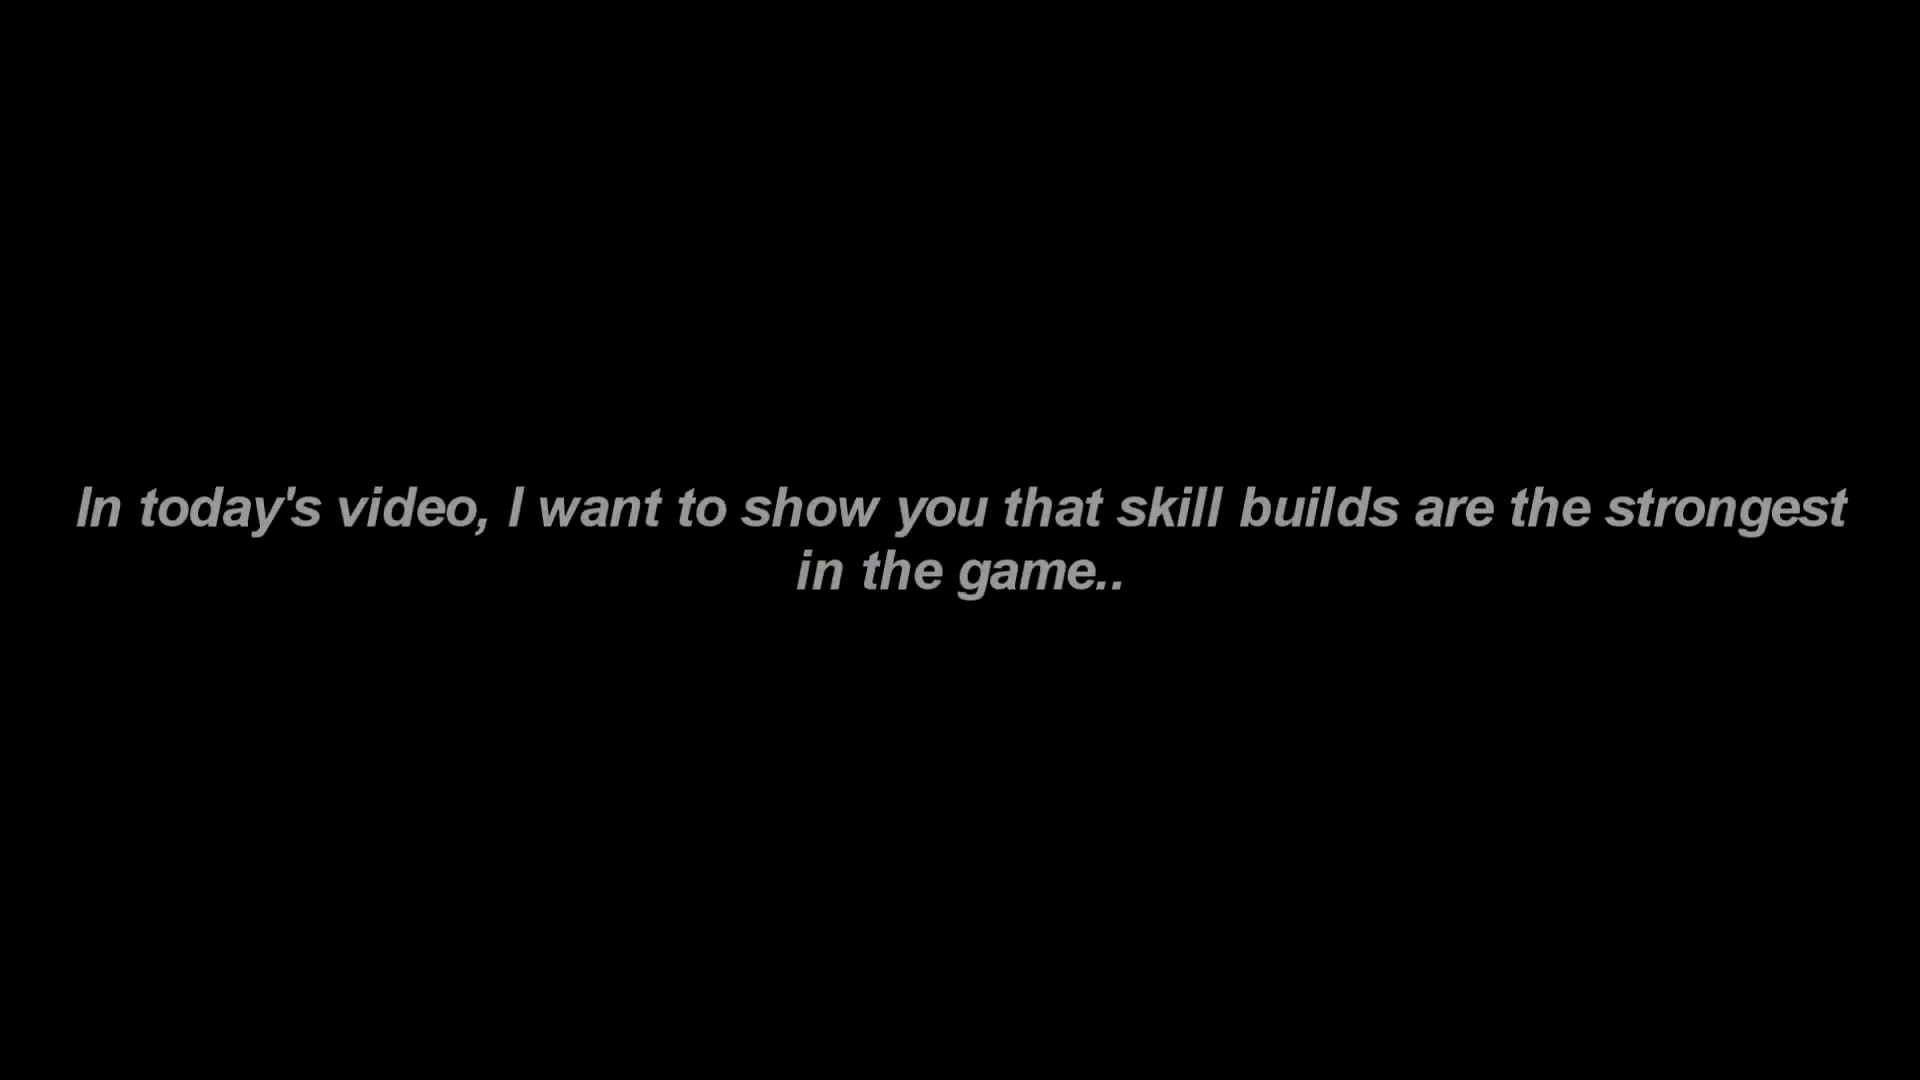 In today's video, I want to show you that skill builds are the strongest
in the game..